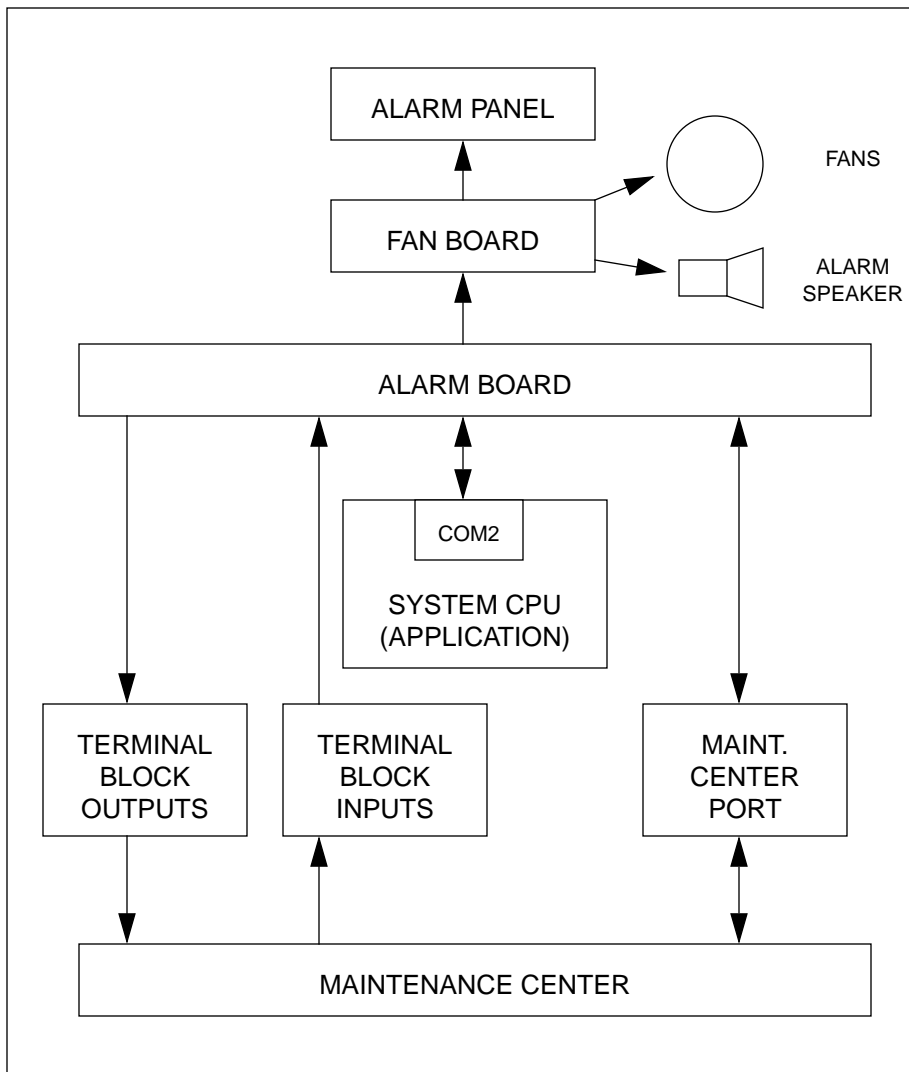 ALARM PANEL
FANS
FAN BOARD
ALARM
SPEAKER
ALARM BOARD
COM2
SYSTEM CPU
(APPLICATION)
TERMINAL
BLOCK
OUTPUTS
TERMINAL
BLOCK
INPUTS
MAINT.
CENTER
PORT
MAINTENANCE CENTER